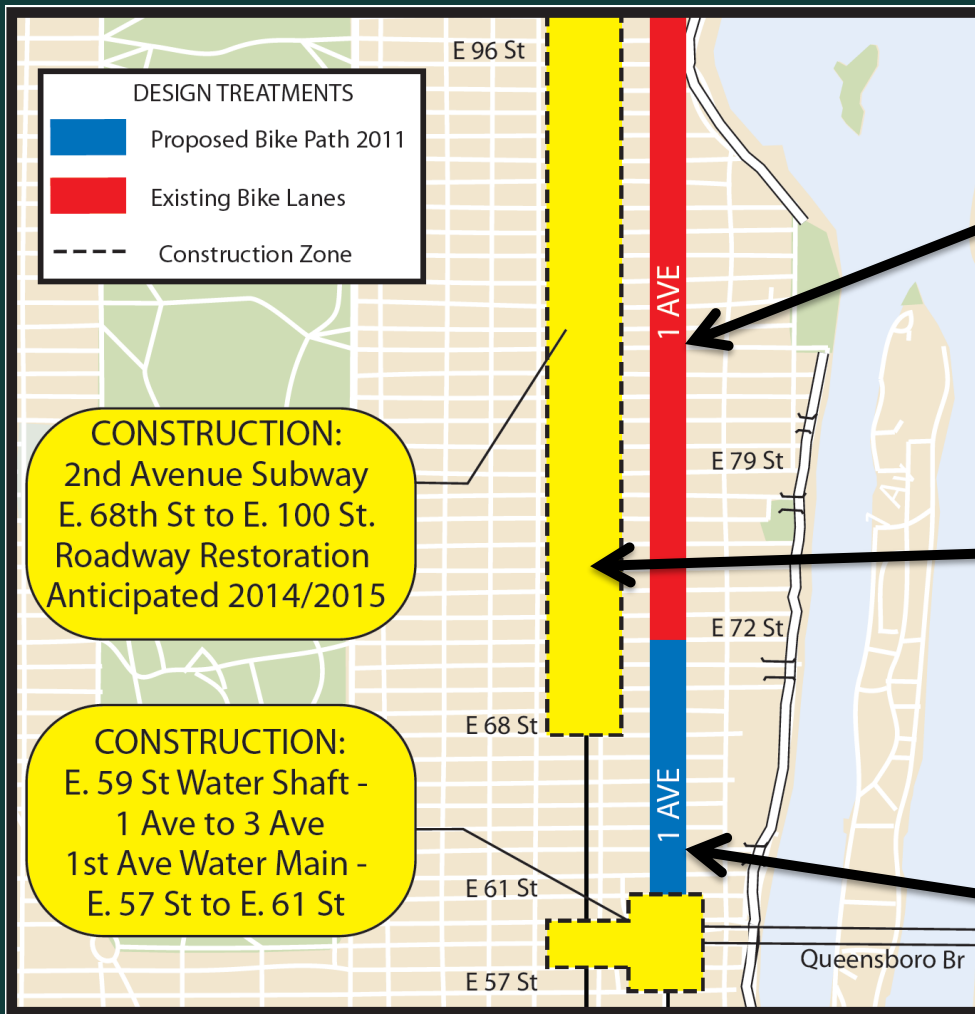 E 96 St
DESIGN TREATMENTS
Proposed Bike Path 2011
Existing Bike Lanes
Construction Zone
1 AVE
CONSTRUCTION:
2nd Avenue Subway
E. 68th St to E. 100 St.
Roadway Restoration
Anticipated 2014/2015
E 79 St
E 72 St
E 68 St
CONSTRUCTION:
E. 59 St Water Shaft -
1 Ave to 3 Ave
1st Ave Water Main -
E. 57 St to E. 61 St
1 AVE
E 61 St
Queensboro Br
E 57 St